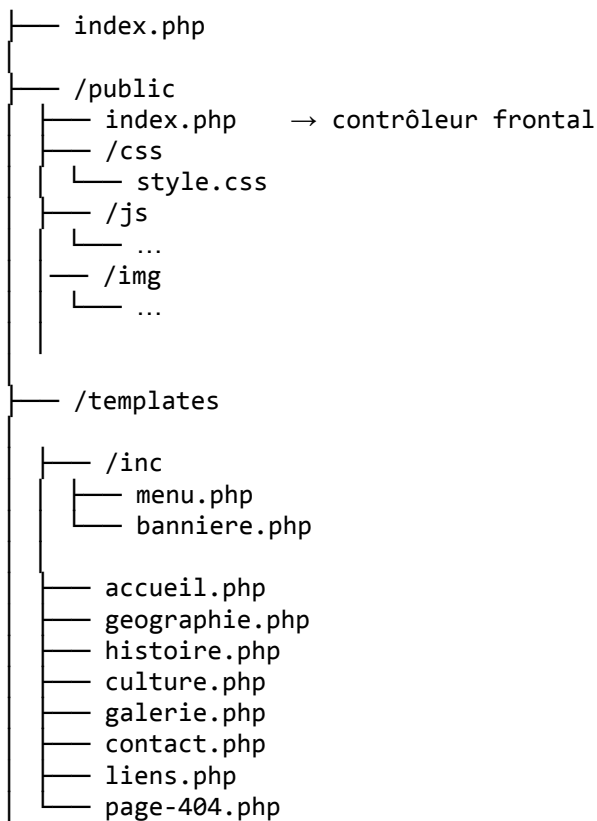 index.php
/public
index.php → contrôleur frontal
/css
style.css
/js
...
/img
...
/templates
/inc
menu.php
banniere.php
accueil.php
geographie.php
histoire.php
culture.php
galerie.php
contact.php
liens.php
page-404.php